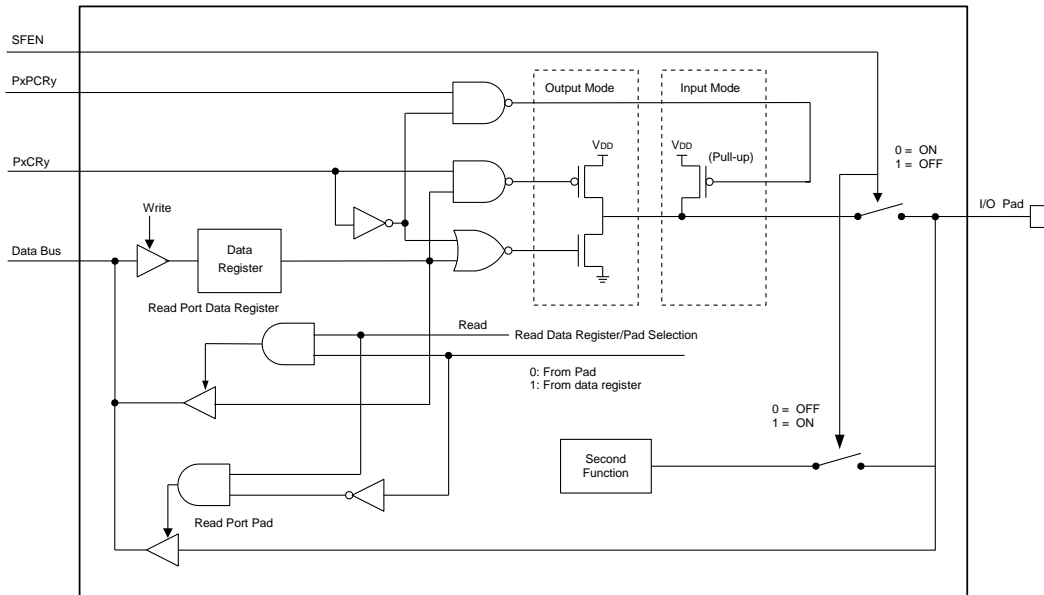 SFEN
PxPCRy
Output Mode
Input Mode
VDD
VDD
(Pull-up)
0 = ON
1 = OFF
PxCRy
I/O Pad
Write
Data Bus
Data
Register
Read Port Data Register
Read
Read Data Register/Pad Selection
0: From Pad
1: From data register
0 = OFF
1 = ON
Second
Function
Read Port Pad